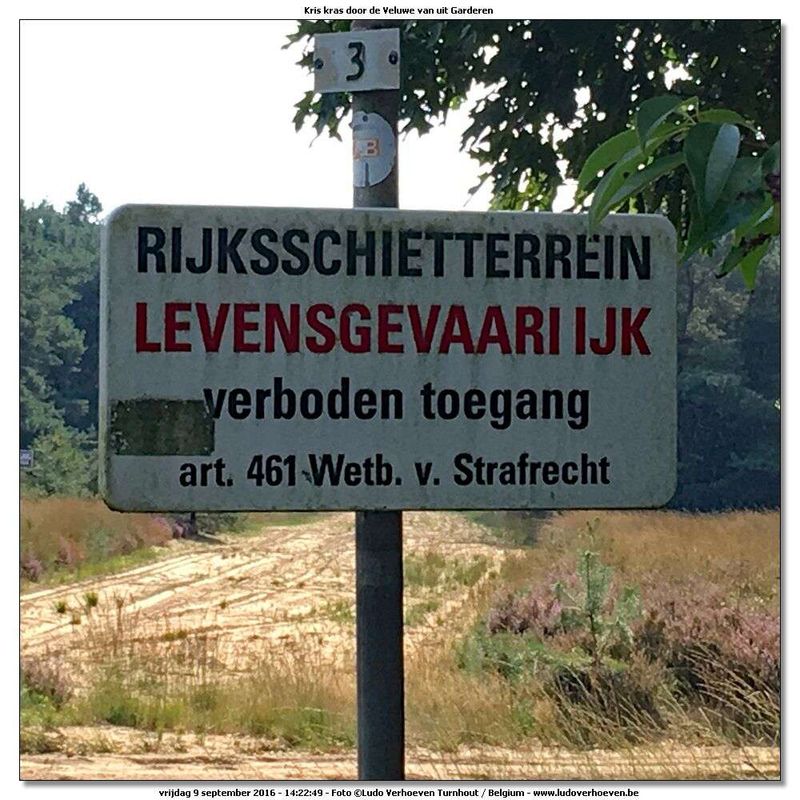 Kris kras door de Veluwe van uit Garderen
3
RIJKSSCHIETTERREIN
LEVENSGEVAARLIJK
verboden toegang
art. 461 Wetb. v. Strafrecht
vrijdag 9 september 2016 - 14:22:49 - Foto ©Ludo Verhoeven Turnhout / Belgium - www.ludoverhoeven.be